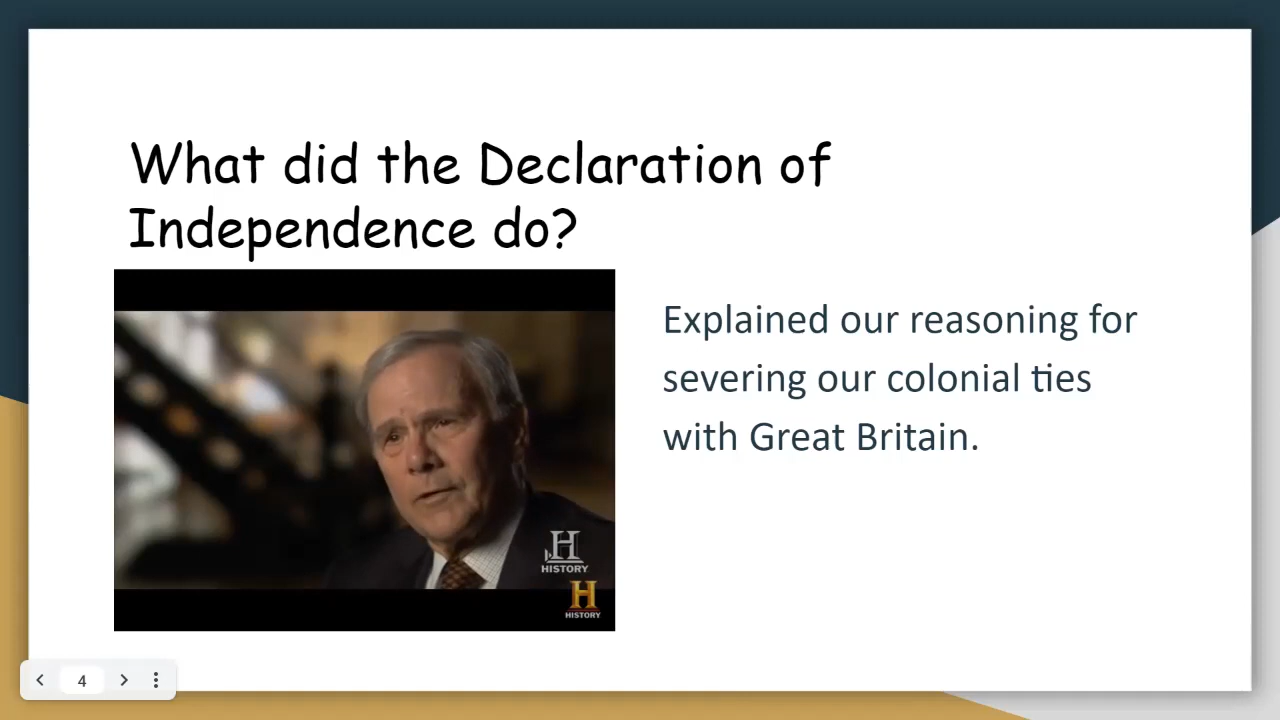 What did the Declaration of
Independence do?
Explained our reasoning for
severing our colonial ties
with Great Britain.
H
HISTORY
H
HISTORY
4